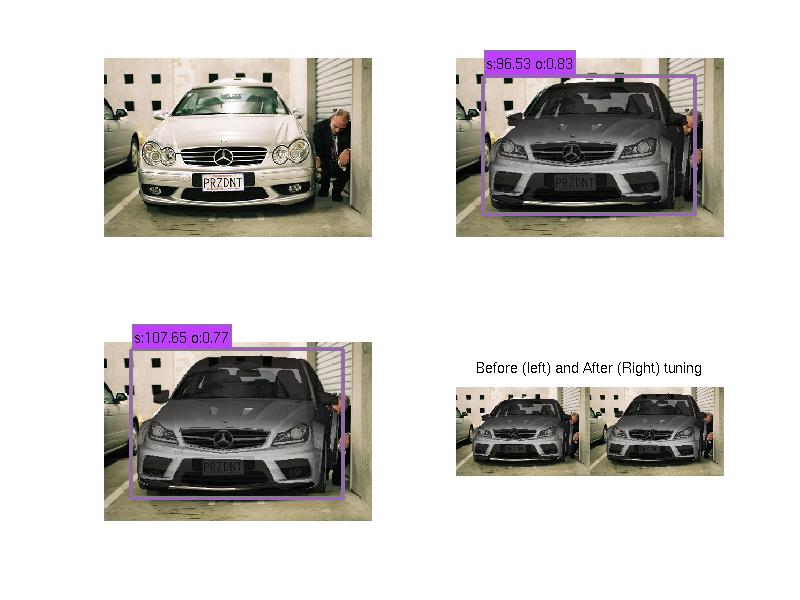 PRZDNT
s:96.53 o:0.83
PRZDNT
s:107.65 o:0.77
PRZDNT
Before (left) and After (Right) tuning